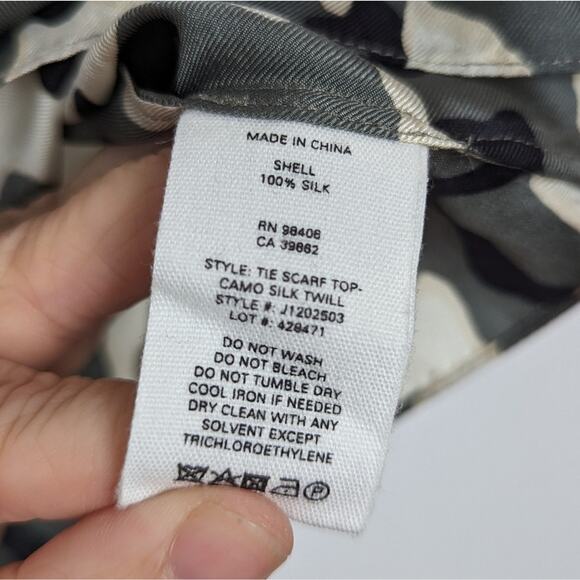 MADE IN CHINA
SHELL
100% SILK
RN 98408
CA 39862
STYLE: TIE SCARF TOP-
CAMO SILK TWILL
STYLE #: J1202503
LOT #: 428471
DO NOT WASH
DO NOT BLEACH
DO NOT TUMBLE DRY
COOL IRON IF NEEDED
DRY CLEAN WITH ANY
SOLVENT EXCEPT
TRICHLOROETHYLENE
P